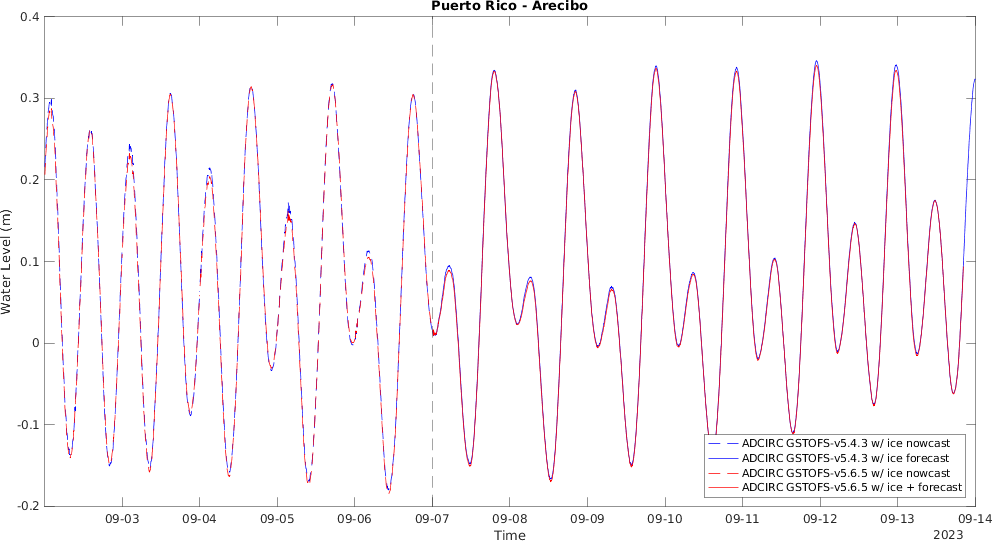 Puerto Rico - Arecibo
0.4
0.3
0.2
0.1
0
-0.1
-0.2
Water Level (m)
ADCIRC GSTOFS-v5.4.3 w/ ice nowcast
ADCIRC GSTOFS-v5.4.3 w/ ice forecast
ADCIRC GSTOFS-v5.6.5 w/ ice nowcast
ADCIRC GSTOFS-v5.6.5 w/ ice + forecast
09-03 09-04 09-05 09-06 09-07 09-08 09-09 09-10 09-11 09-12 09-13 09-14
Time
2023